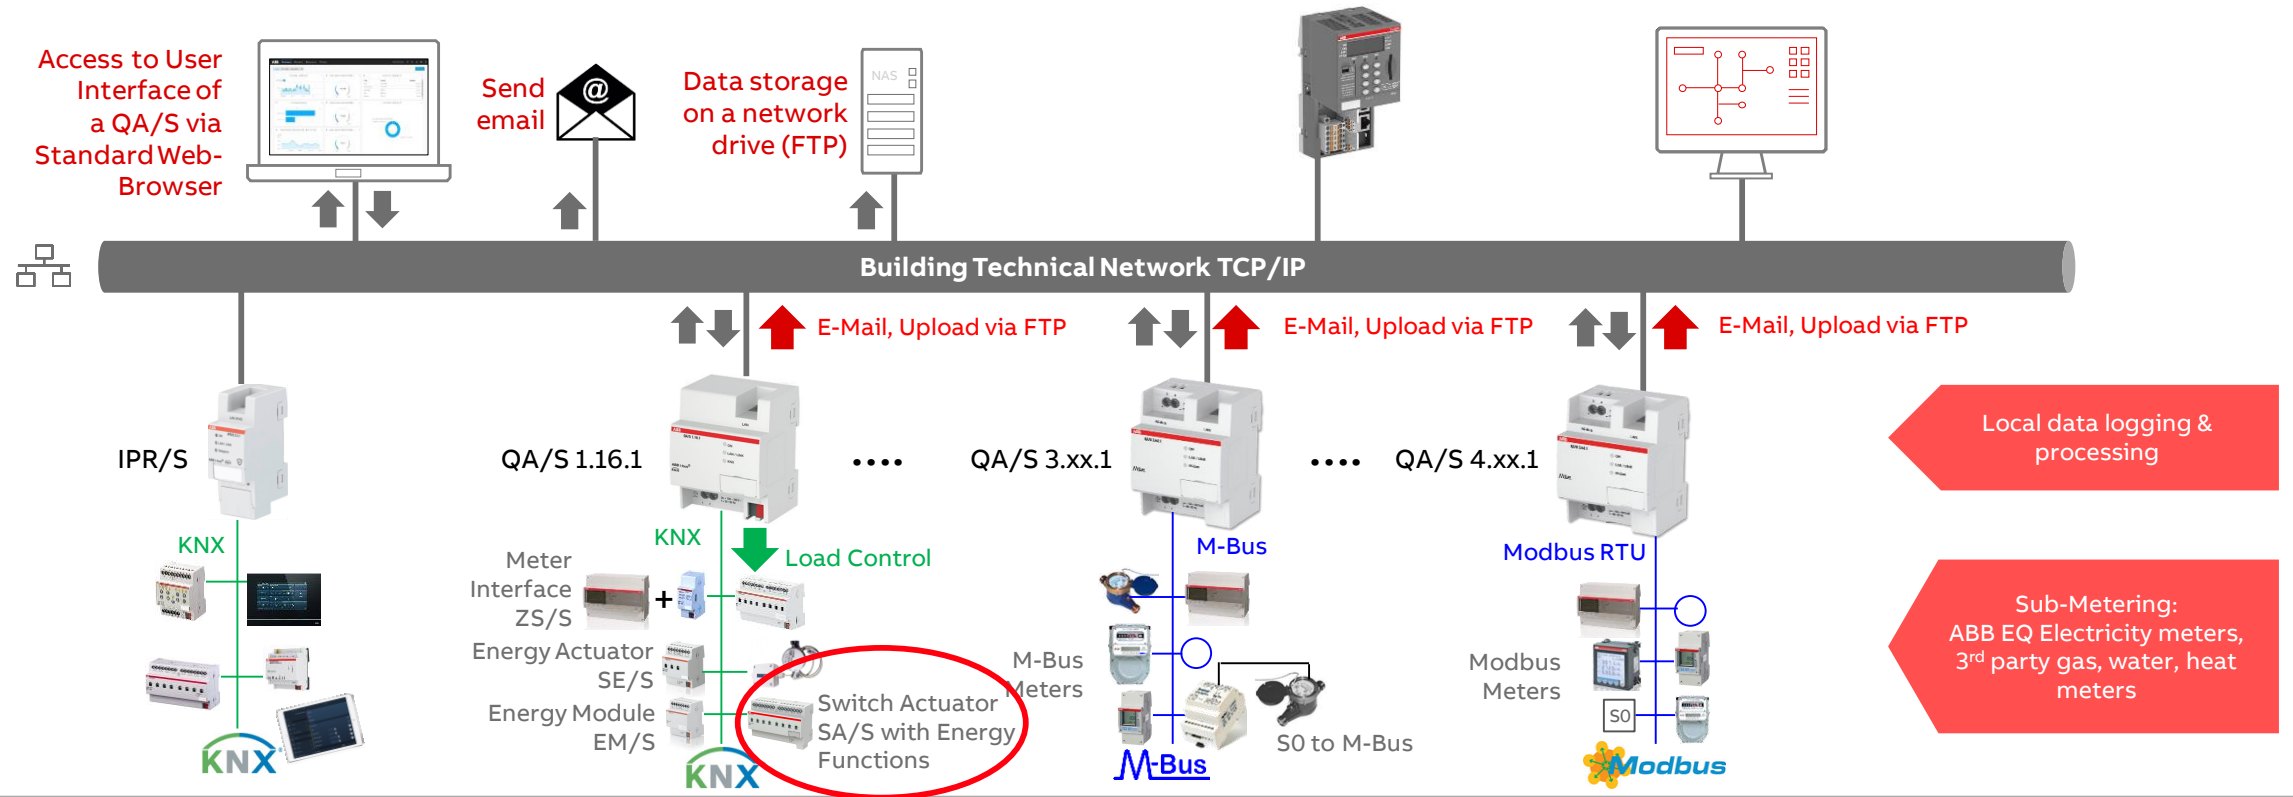 Access to User
Interface of
a QA/S via
Standard Web-
Browser
Send
email
@
Data storage
on a network
drive (FTP)
NAS
Building Technical Network TCP/IP
E-Mail, Upload via FTP
E-Mail, Upload via FTP
E-Mail, Upload via FTP
IPR/S
QA/S 1.16.1
....
QA/S 3.xx.1
....
QA/S 4.xx.1
Local data logging &
processing
KNX
KNX
Load Control
M-Bus
Modbus RTU
Meter
Interface
ZS/S
+
Energy Actuator
SE/S
Energy Module
EM/S
Switch Actuator
SA/S with Energy
Functions
M-Bus
Meters
S0 to M-Bus
Modbus
Meters
S0
Sub-Metering:
ABB EQ Electricity meters,
3rd party gas, water, heat
meters
KNX
KNX
M-Bus
Modbus